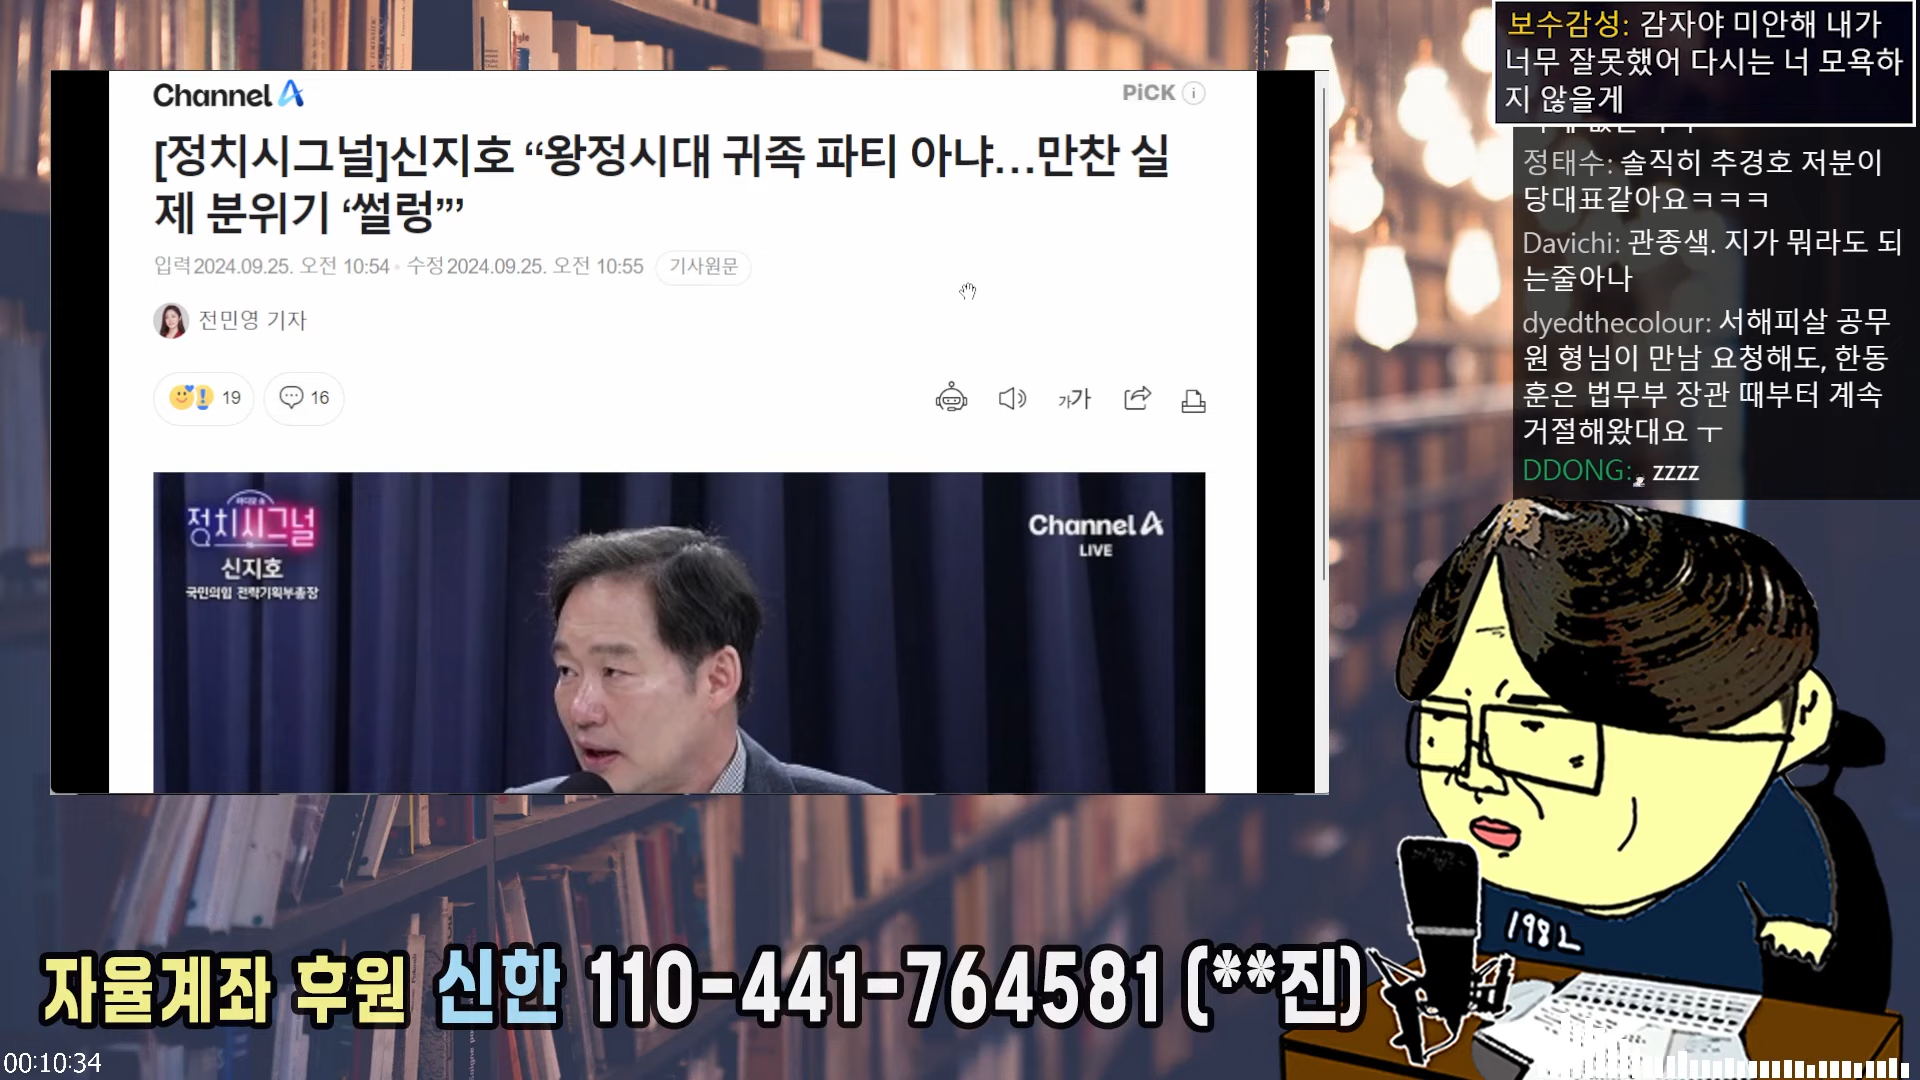 Channel A
PiCK
[정치시그널]신지호 “왕정시대 귀족 파티 아냐…만찬 실
제 분위기 ‘썰렁’”
입력 2024.09.25. 오전 10:54
수정 2024.09.25. 오전 10:55
기사원문
전민영 기자
19
16
가가
정치시그널
신지호
국민의힘 전략기획부총장
Channel A
LIVE
보수감성: 감자야 미안해 내가
너무 잘못했어 다시는 너 모욕하
지 않을게
정태수: 솔직히 추경호 저분이
당대표같아요ㅋㅋㅋ
Davichi: 관종색. 지가 뭐라도 되
는줄아나
dyedthecolour: 서해피살 공무
원 형님이 만남 요청해도, 한동
훈은 법무부 장관 때부터 계속
거절해왔대요 ㅜ
DDONG: zzzz
1982
자율계좌 후원 신한 110-441-764581 (**진)
00:10:34